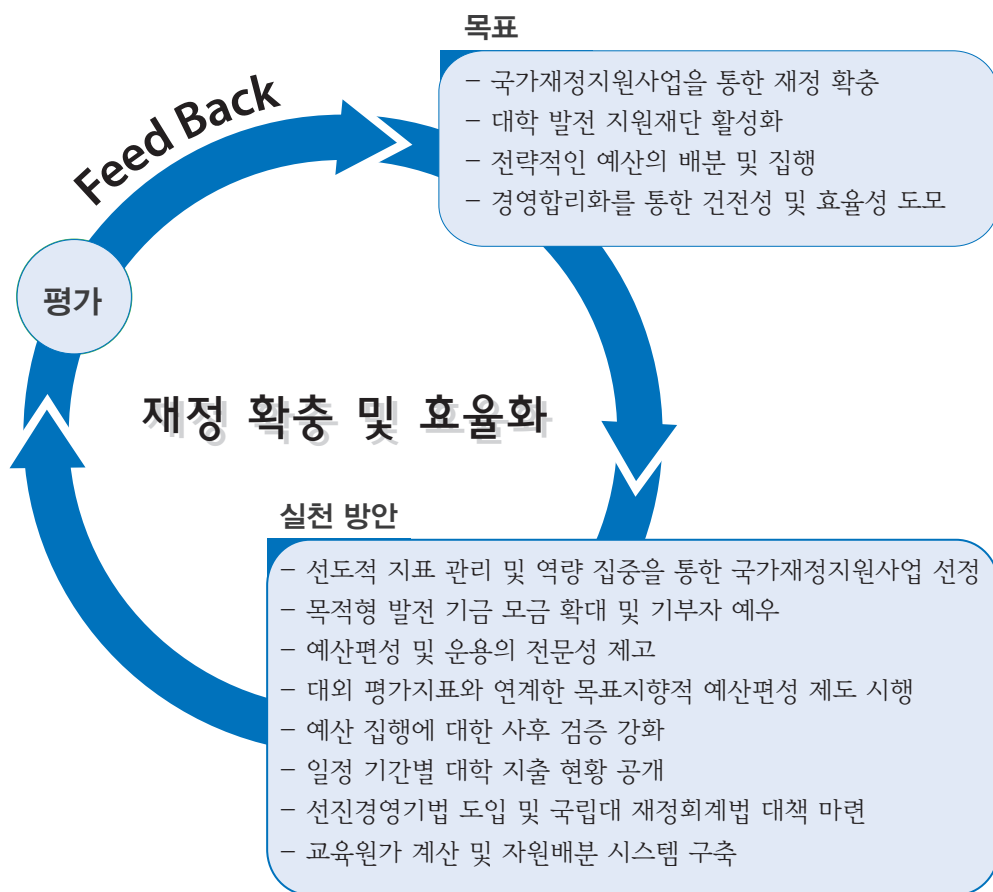 목표
– 국가재정지원사업을 통한 재정 확충
– 대학 발전 지원재단 활성화
– 전략적인 예산의 배분 및 집행
– 경영합리화를 통한 건전성 및 효율성 도모
Feed Back
평가
재정 확충 및 효율화
실천 방안
– 선도적 지표 관리 및 역량 집중을 통한 국가재정지원사업 선정
– 목적형 발전 기금 모금 확대 및 기부자 예우
– 예산편성 및 운용의 전문성 제고
– 대외 평가지표와 연계한 목표지향적 예산편성 제도 시행
– 예산 집행에 대한 사후 검증 강화
– 일정 기간별 대학 지출 현황 공개
– 선진경영기법 도입 및 국립대 재정회계법 대책 마련
– 교육원가 계산 및 자원배분 시스템 구축